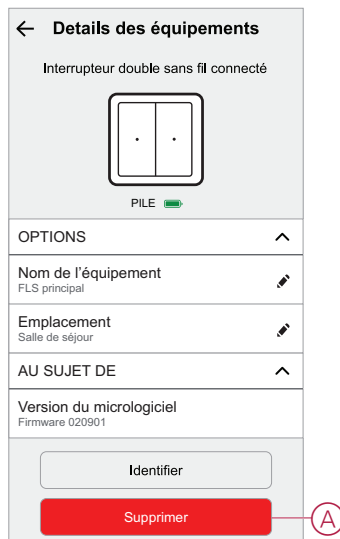 Details des équipements
Interrupteur double sans fil connecté
PILE
OPTIONS
Nom de l'équipement
FLS principal
Emplacement
Salle de séjour
AU SUJET DE
Version du micrologiciel
Firmware 020901
Identifier
Supprimer
A